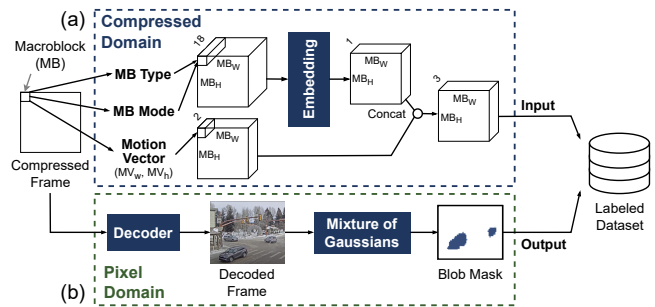 (a)
Compressed
Domain
Macroblock
(MB)
MB Type
MB Mode
Motion
Vector
(MVw, MVh)
18
MBW
MBH
Embedding
1
MBW
MBH
2
MBW
MBH
Concat
3
MBW
MBH
Input
Compressed
Frame
Labeled
Dataset
Decoder
Decoded
Frame
Mixture of
Gaussians
Blob Mask
Output
(b)
Pixel
Domain